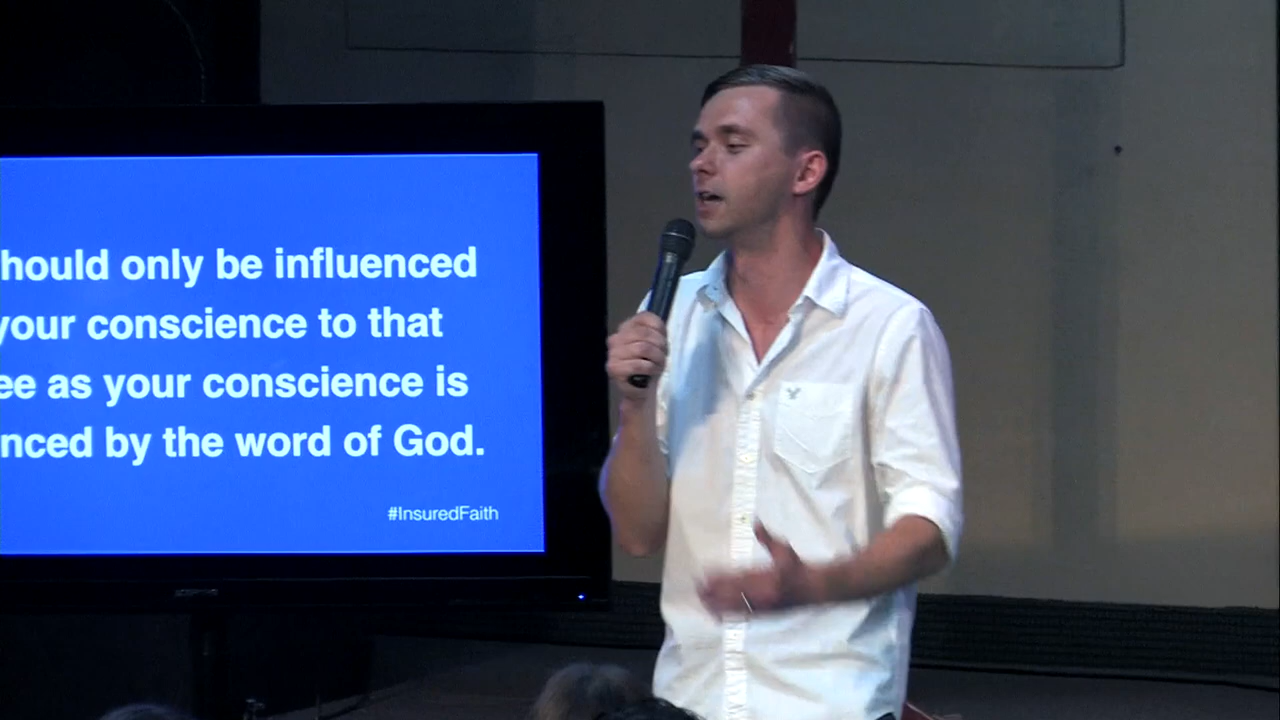 hould only be influenced
your conscience to that
ee as your conscience is
nced by the word of God.
#InsuredFaith